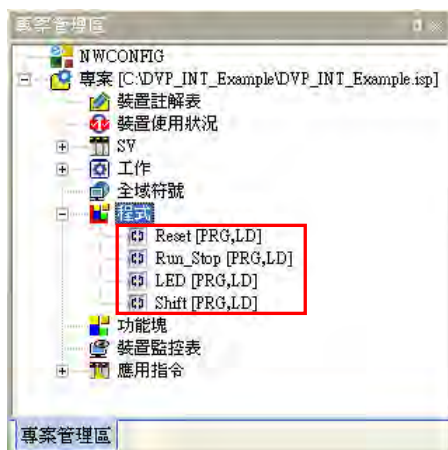 專案管理區
NWCONFIG
專案 [C:\DVP_INT_Example\DVP_INT_Example.isp]
裝置註解表
裝置使用狀況
SV
工作
全域符號
程式
Reset [PRG,LD]
Run_Stop [PRG,LD]
LED [PRG,LD]
Shift [PRG,LD]
功能塊
裝置監控表
應用指令
專案管理區